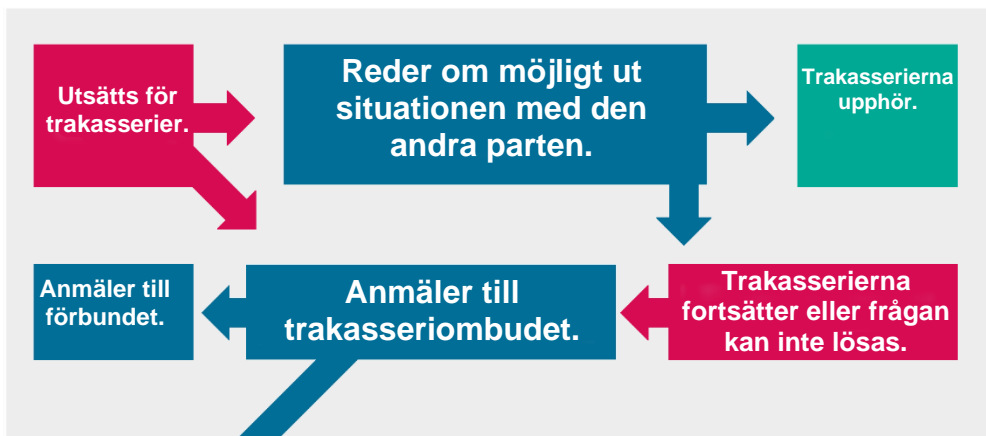 Utsätts för
trakasserier.
Reder om möjligt ut
situationen med den
andra parten.
Trakasserierna
upphör.
Anmäler till
förbundet.
Anmäler till
trakasseriombudet.
Trakasserierna
fortsätter eller frågan
kan inte lösas.